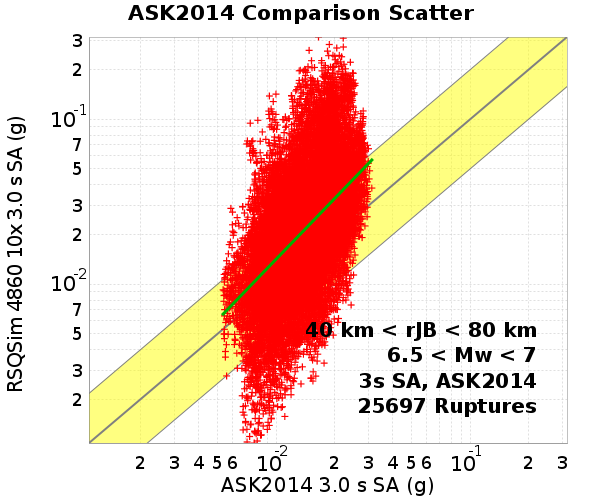 ASK2014 Comparison Scatter
RSQSim 4860 10x 3.0 s SA (g)
3
2
10-1
7
5
3
2
10-2
7
5
3
2
40 km < rJB < 80 km
6.5 < Mw < 7
3s SA, ASK2014
25697 Ruptures
2 3 4 5 6 10-2 2 3 4 5 6 10-1 2 3
ASK2014 3.0 s SA (g)